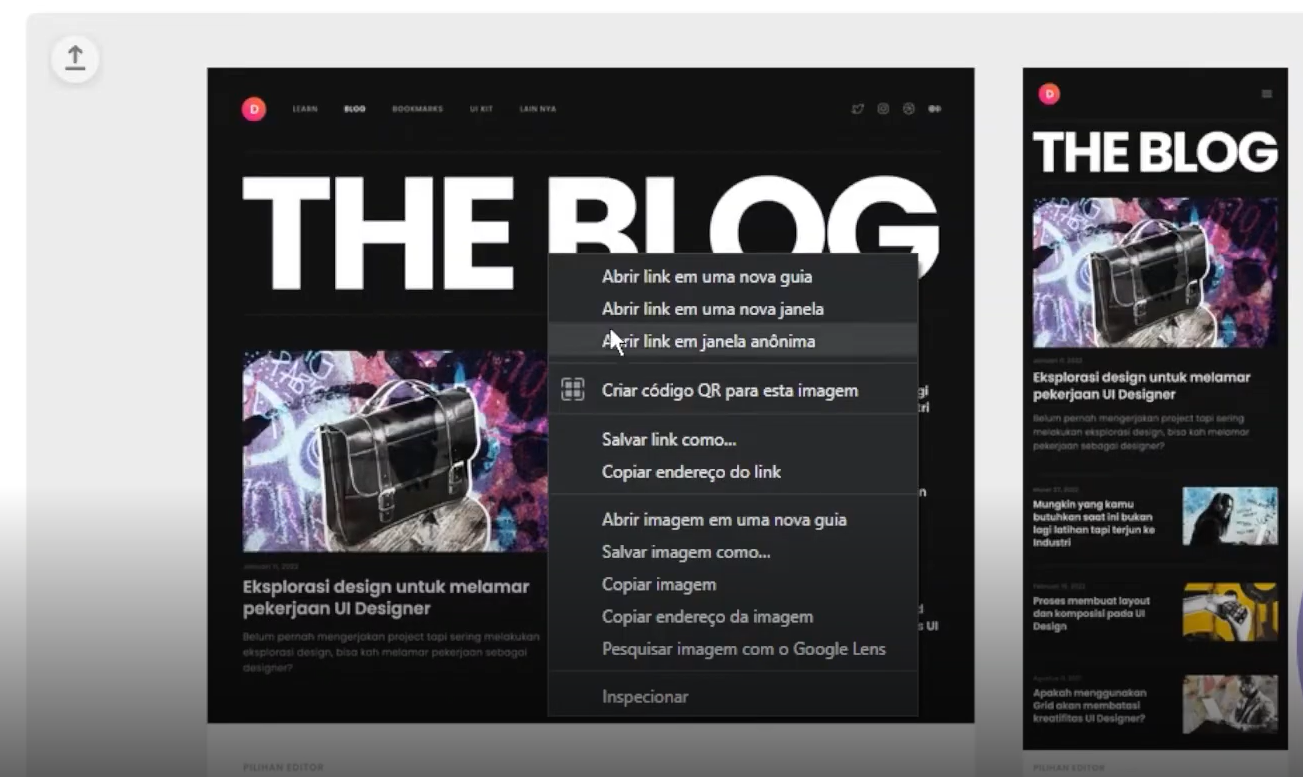 D
LEARN
BLOG
BOOKMARKS
UI KIT
LAIN NYA
THE BLOG
Abrir link em uma nova guia
Abrir link em uma nova janela
link em janela anônima
Criar código QR para esta imagem
Salvar link como...
Copiar endereço do link
Abrir imagem em uma nova guia
Salvar imagem como...
Copiar imagem
Copiar endereço da imagem
Pesquisar imagem com o Google Lens
Inspecionar
Januari 11, 2022
Eksplorasi design untuk melamar
pekerjaan UI Designer
Belum pernah mengerjakan project tapi sering melakukan
eksplorasi design, bisa kah melamar pekerjaan sebagai
designer?
UI
PILIHAN EDITOR
D
THE BLOG
Januari 11, 2022
Eksplorasi design untuk melamar
pekerjaan UI Designer
Belum pernah mengerjakan project tapi sering
melakukan eksplorasi design, bisa kah melamar
pekerjaan sebagai designer?
Mungkin yang kamu
butuhkan saat ini bukan
lagi latihan tapi terjun ke
Industri
Proses membuat layout
dan komposisi pada UI
Design
Apakah menggunakan
Grid akan membatasi
kreatifitas UI Designer?
PILIHAN EDITOR